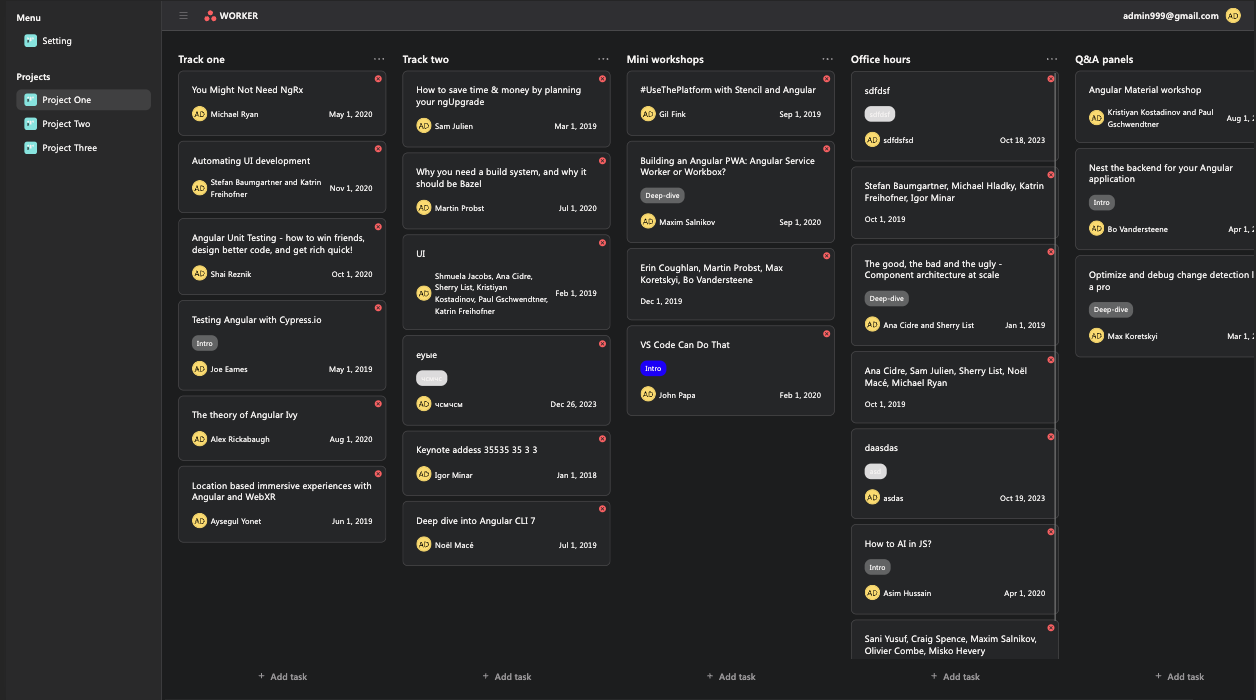 Menu
Setting
Projects
Project One
Project Two
Project Three
WORKER
admin999@gmail.com AD
Track one ...
You Might Not Need NgRx
AD Michael Ryan May 1, 2020
Automating UI development
AD Stefan Baumgartner and Katrin
Freihofner Nov 1, 2020
Angular Unit Testing - how to win friends,
design better code, and get rich quick!
AD Shai Reznik Oct 1, 2020
Testing Angular with Cypress.io
Intro
AD Joe Eames May 1, 2019
The theory of Angular Ivy
AD Alex Rickabaugh Aug 1, 2020
Location based immersive experiences with
Angular and WebXR
AD Aysegul Yonet Jun 1, 2019
+ Add task
Track two ...
How to save time & money by planning
your ngUpgrade
AD Sam Julien Mar 1, 2019
Why you need a build system, and why it
should be Bazel
AD Martin Probst Jul 1, 2020
UI
Shmuela Jacobs, Ana Cidre,
Sherry List, Kristiyan
AD Kostadinov, Paul Gschwendtner, Feb 1, 2019
Katrin Freihofner
еуые
AD чсмчсм Dec 26, 2023
Keynote addess 35535 35 3 3
AD Igor Minar Jan 1, 2018
Deep dive into Angular CLI 7
AD Noël Macé Jul 1, 2019
+ Add task
Mini workshops ...
#UseThePlatform with Stencil and Angular
AD Gil Fink Sep 1, 2019
Building an Angular PWA: Angular Service
Worker or Workbox?
Deep-dive
AD Maxim Salnikov Sep 1, 2020
Erin Coughlan, Martin Probst, Max
Koretskyi, Bo Vandersteene
Dec 1, 2019
VS Code Can Do That
Intro
AD John Papa Feb 1, 2020
+ Add task
Office hours ...
sdfdsf
sdfdsf
AD sdfdsfsd Oct 18, 2023
Stefan Baumgartner, Michael Hladky, Katrin
Freihofner, Igor Minar
Oct 1, 2019
The good, the bad and the ugly -
Component architecture at scale
Deep-dive
AD Ana Cidre and Sherry List Jan 1, 2019
Ana Cidre, Sam Julien, Sherry List, Noël
Macé, Michael Ryan
Oct 1, 2019
daasdas
AD asdas Oct 19, 2023
How to AI in JS?
Intro
AD Asim Hussain Apr 1, 2020
Sani Yusuf, Craig Spence, Maxim Salnikov,
Olivier Combe, Misko Hevery
+ Add task
Q&A panels
Angular Material workshop
AD Kristiyan Kostadinov and Paul
Gschwendtner Aug 1,
Nest the backend for your Angular
application
Intro
AD Bo Vandersteene Apr 1,
Optimize and debug change detection
a pro
Deep-dive
AD Max Koretskyi Mar 1,
+ Add task